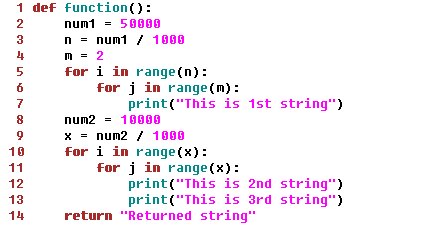 1 def function():
2     num1 = 50000
3     n = num1 / 1000
4     m = 2
5     for i in range(n):
6         for j in range(m):
7             print("This is 1st string")
8     num2 = 10000
9     x = num2 / 1000
10     for i in range(x):
11         for j in range(x):
12             print("This is 2nd string")
13             print("This is 3rd string")
14     return "Returned string"